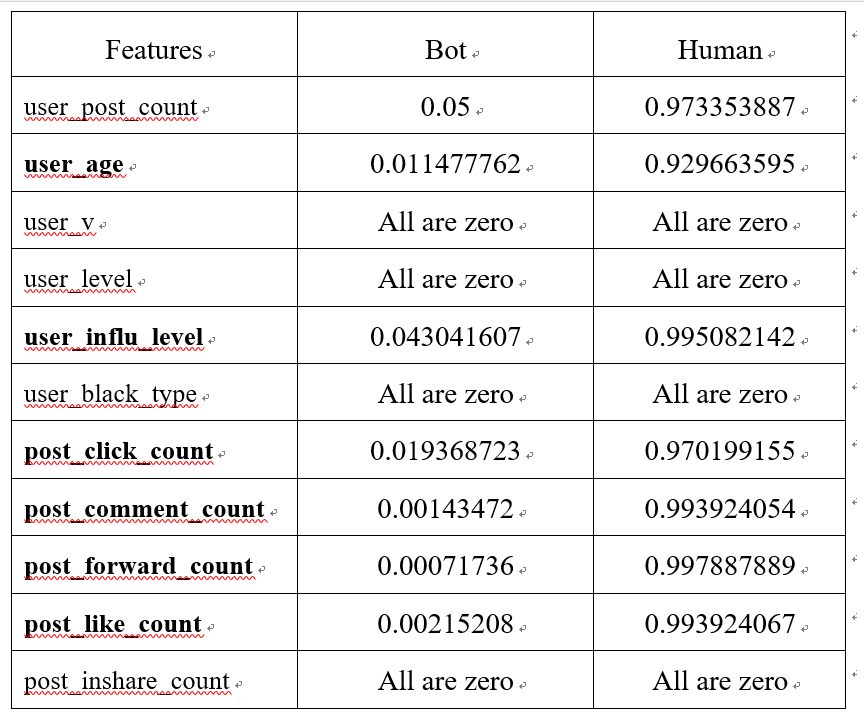 Features Bot Human
user_post_count 0.05 0.973353887
user_age 0.011477762 0.929663595
user_v All are zero All are zero
user_level All are zero All are zero
user_influ_level 0.043041607 0.995082142
user_black_type All are zero All are zero
post_click_count 0.019368723 0.970199155
post_comment_count 0.00143472 0.993924054
post_forward_count 0.00071736 0.997887889
post_like_count 0.00215208 0.993924067
post_inshare_count All are zero All are zero